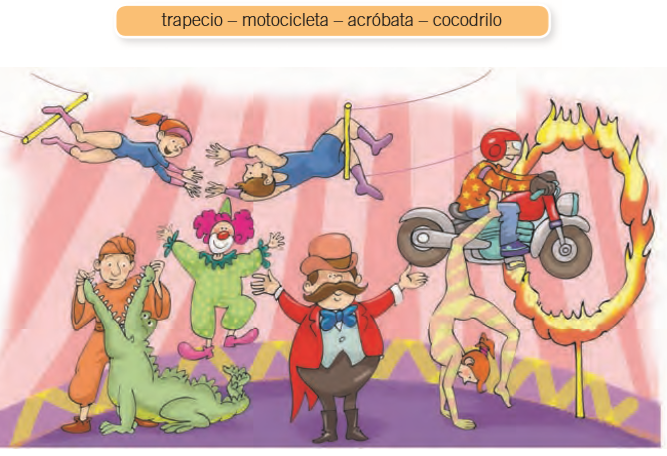 trapecio – motocicleta – acróbata – cocodrilo